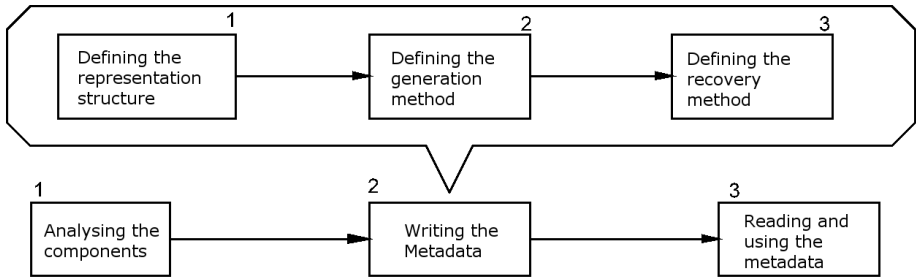 1
Defining the
representation
structure
2
Defining the
generation
method
3
Defining the
recovery
method
1
Analysing the
components
2
Writing the
Metadata
3
Reading and
using the
metadata